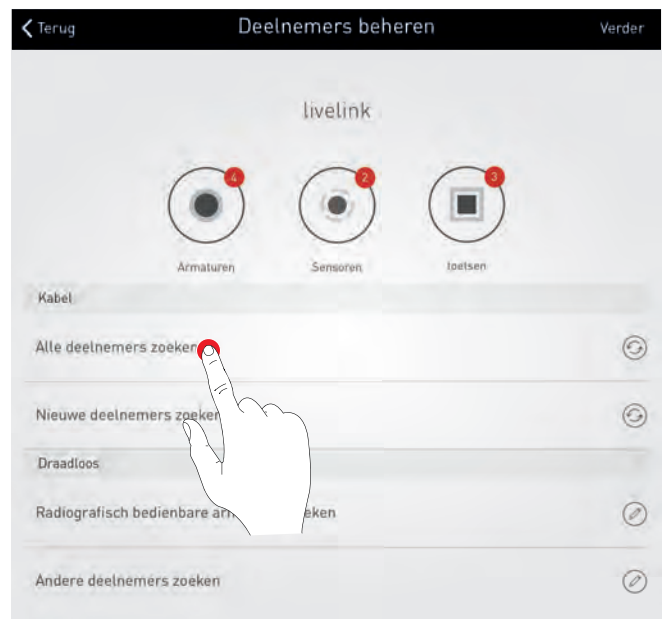 Terug Deelnemers beheren Verder
livelink
4 2 3
Armaturen Sensoren toetsen
Kabel
Alle deelnemers zoeken
Nieuwe deelnemers zoeken
Draadloos
Radiografisch bedienbare eken
Andere deelnemers zoeken